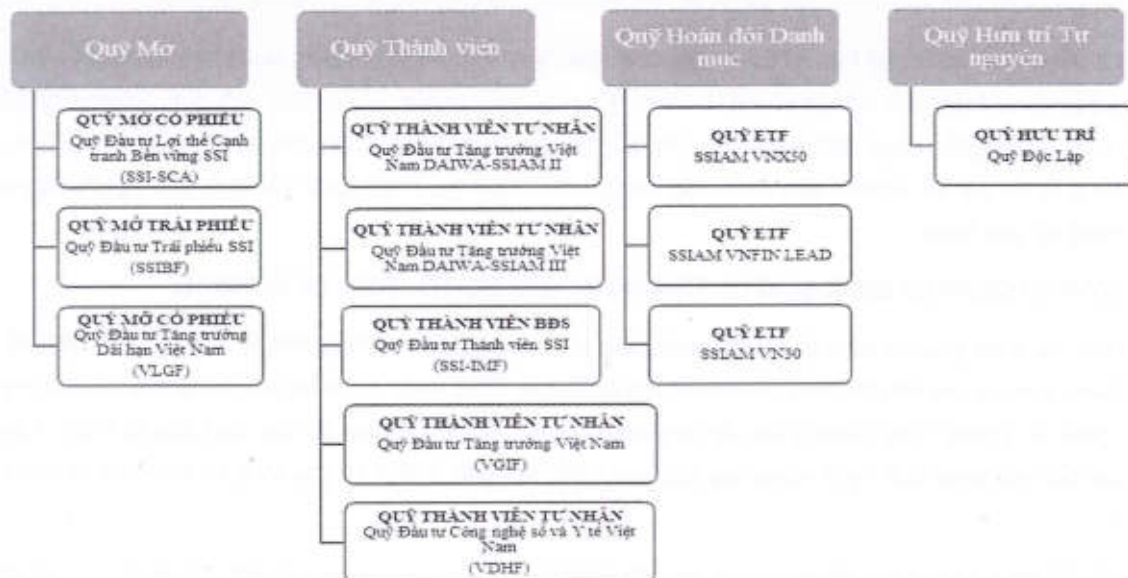 Quỹ Mở
QUỸ MỞ CỔ PHIẾU
Quỹ Đầu tư Lợi thế Cạnh
tranh Bền vững SSI
(SSI-SCA)
QUỸ MỞ TRÁI PHIẾU
Quỹ Đầu tư Trái phiếu SSI
(SSIBF)
QUỸ MỞ CỔ PHIẾU
Quỹ Đầu tư Tăng trưởng
Dài hạn Việt Nam
(VLGF)
Quỹ Thành viên
QUỸ THÀNH VIÊN TƯ NHÂN
Quỹ Đầu tư Tăng trưởng Việt
Nam DAIWA-SSIAM II
QUỸ THÀNH VIÊN TƯ NHÂN
Quỹ Đầu tư Tăng trưởng Việt
Nam DAIWA-SSIAM III
QUỸ THÀNH VIÊN BĐS
Quỹ Đầu tư Thành viên SSI
(SSI-IMF)
QUỸ THÀNH VIÊN TƯ NHÂN
Quỹ Đầu tư Tăng trưởng Việt Nam
(VGIF)
QUỸ THÀNH VIÊN TƯ NHÂN
Quỹ Đầu tư Công nghệ số và Y tế Việt
Nam
(VDHF)
Quỹ Hoán đổi Danh
mục
QUỸ ETF
SSIAM VNX50
QUỸ ETF
SSIAM VNFIN LEAD
QUỸ ETF
SSIAM VN30
Quỹ Hưu trí Tự
nguyện
QUỸ HƯU TRÍ
Quỹ Độc Lập